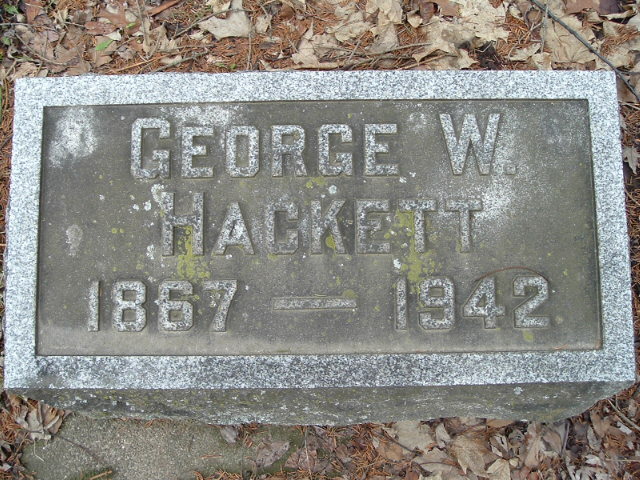 GEORGE W.
HACKETT
1867 — 1942